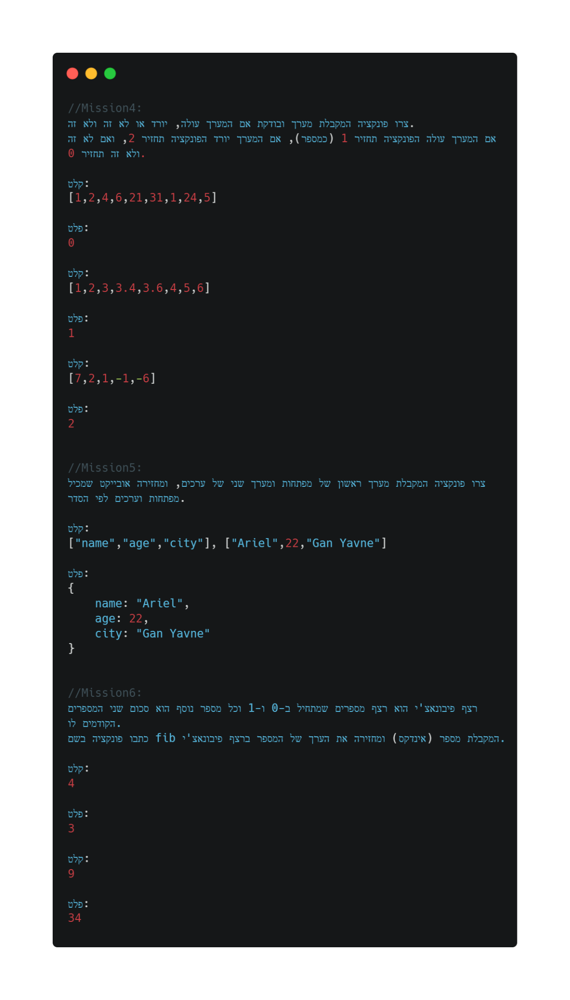 //Mission4:
צרו פונקציה המקבלת מערך ובודקת אם המערך עולה, יורד או לא זה ולא זה.
אם המערך עולה הפונקציה תחזיר 1 (כמספר), אם המערך יורד הפונקציה תחזיר 2, ואם לא זה
ולא זה תחזיר 0.
קלט:
[1,2,4,6,21,31,1,24,5]
פלט:
0
קלט:
[1,2,3,3.4,3.6,4,5,6]
פלט:
1
קלט:
[7,2,1,-1,-6]
פלט:
2
//Mission5:
צרו פונקציה המקבלת מערך ראשון של מפתחות ומערך שני של ערכים, ומחזירה אובייקט שמכיל
מפתחות וערכים לפי הסדר.
קלט:
["name","age","city"], ["Ariel",22,"Gan Yavne"]
פלט:
{
    name: "Ariel",
    age: 22,
    city: "Gan Yavne"
}
//Mission6:
רצף פיבונאצ'י הוא רצף מספרים שמתחיל ב-0 ו-1 וכל מספר נוסף הוא סכום שני המספרים
הקודמים לו.
כתבו פונקציה בשם fib המקבלת מספר (אינדקס) ומחזירה את הערך של המספר ברצף פיבונאצ'י.
קלט:
4
פלט:
3
קלט:
9
פלט:
34